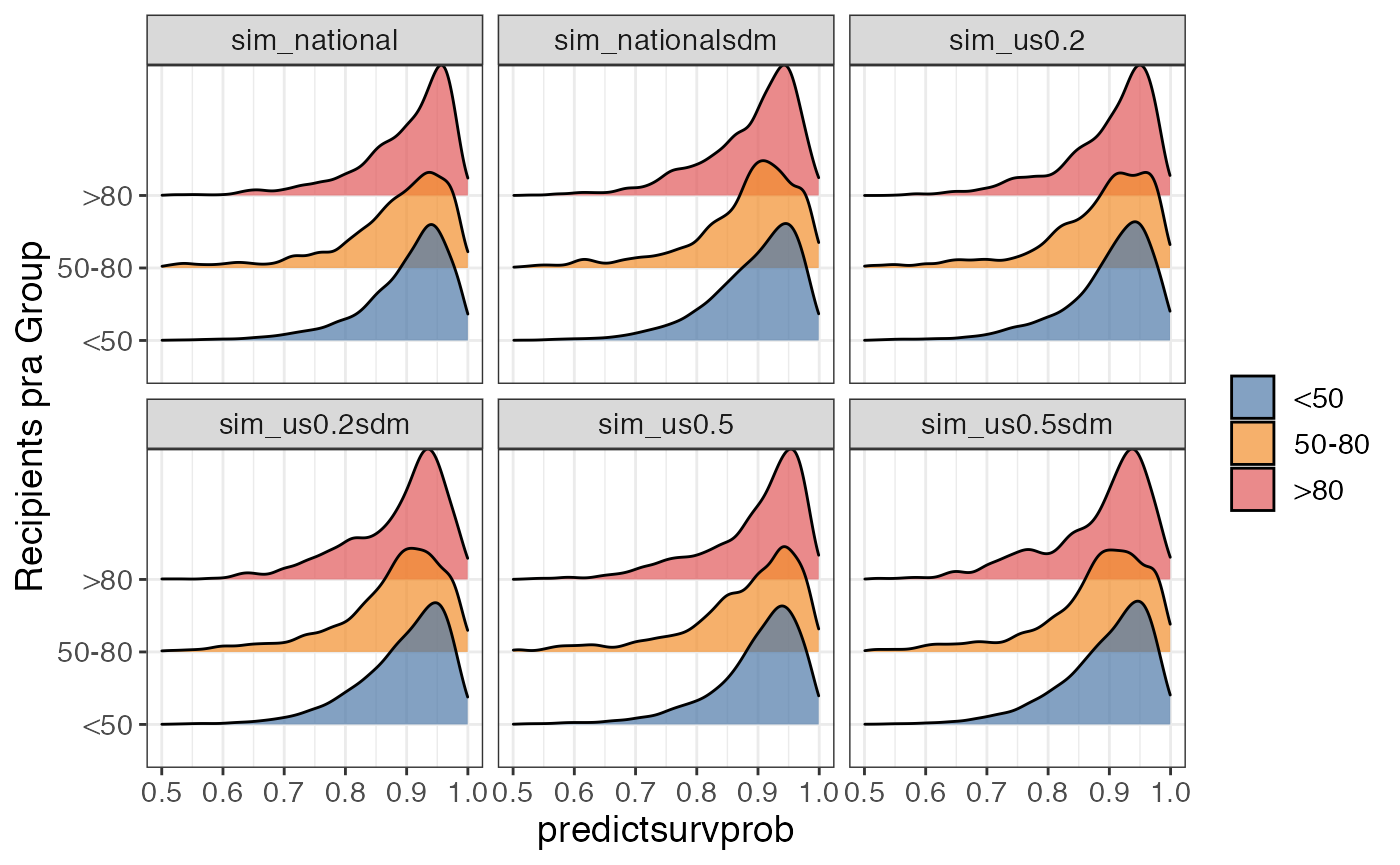 sim_national
sim_nationalsdm
sim_us0.2
>80
50-80
<50
sim_us0.2sdm
sim_us0.5
sim_us0.5sdm
>80
50-80
<50
0.5 0.6 0.7 0.8 0.9 1.0
0.5 0.6 0.7 0.8 0.9 1.0
0.5 0.6 0.7 0.8 0.9 1.0
predictsurvprob
Recipients pra Group
<50
50-80
>80